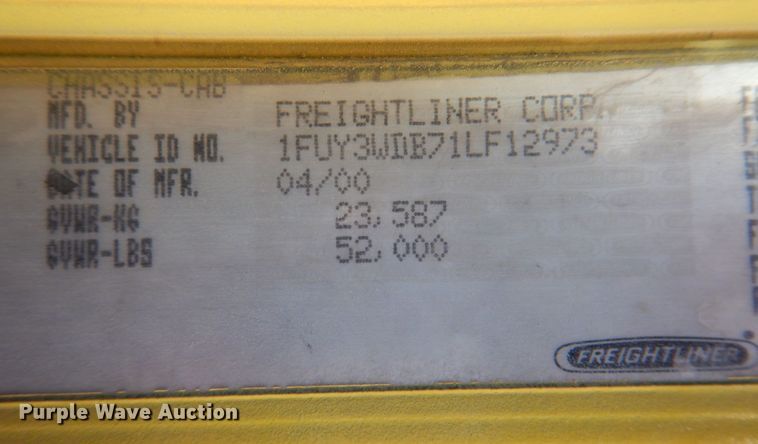 CHASSIS-CAB
MFD. BY FREIGHTLINER CORP.
VEHICLE ID NO. 1FUY3WDB71LF12973
DATE OF MFR. 04/00
GVWR-KG 23,587
GVWR-LBS 52,000
FREIGHTLINER
Purple Wave Auction